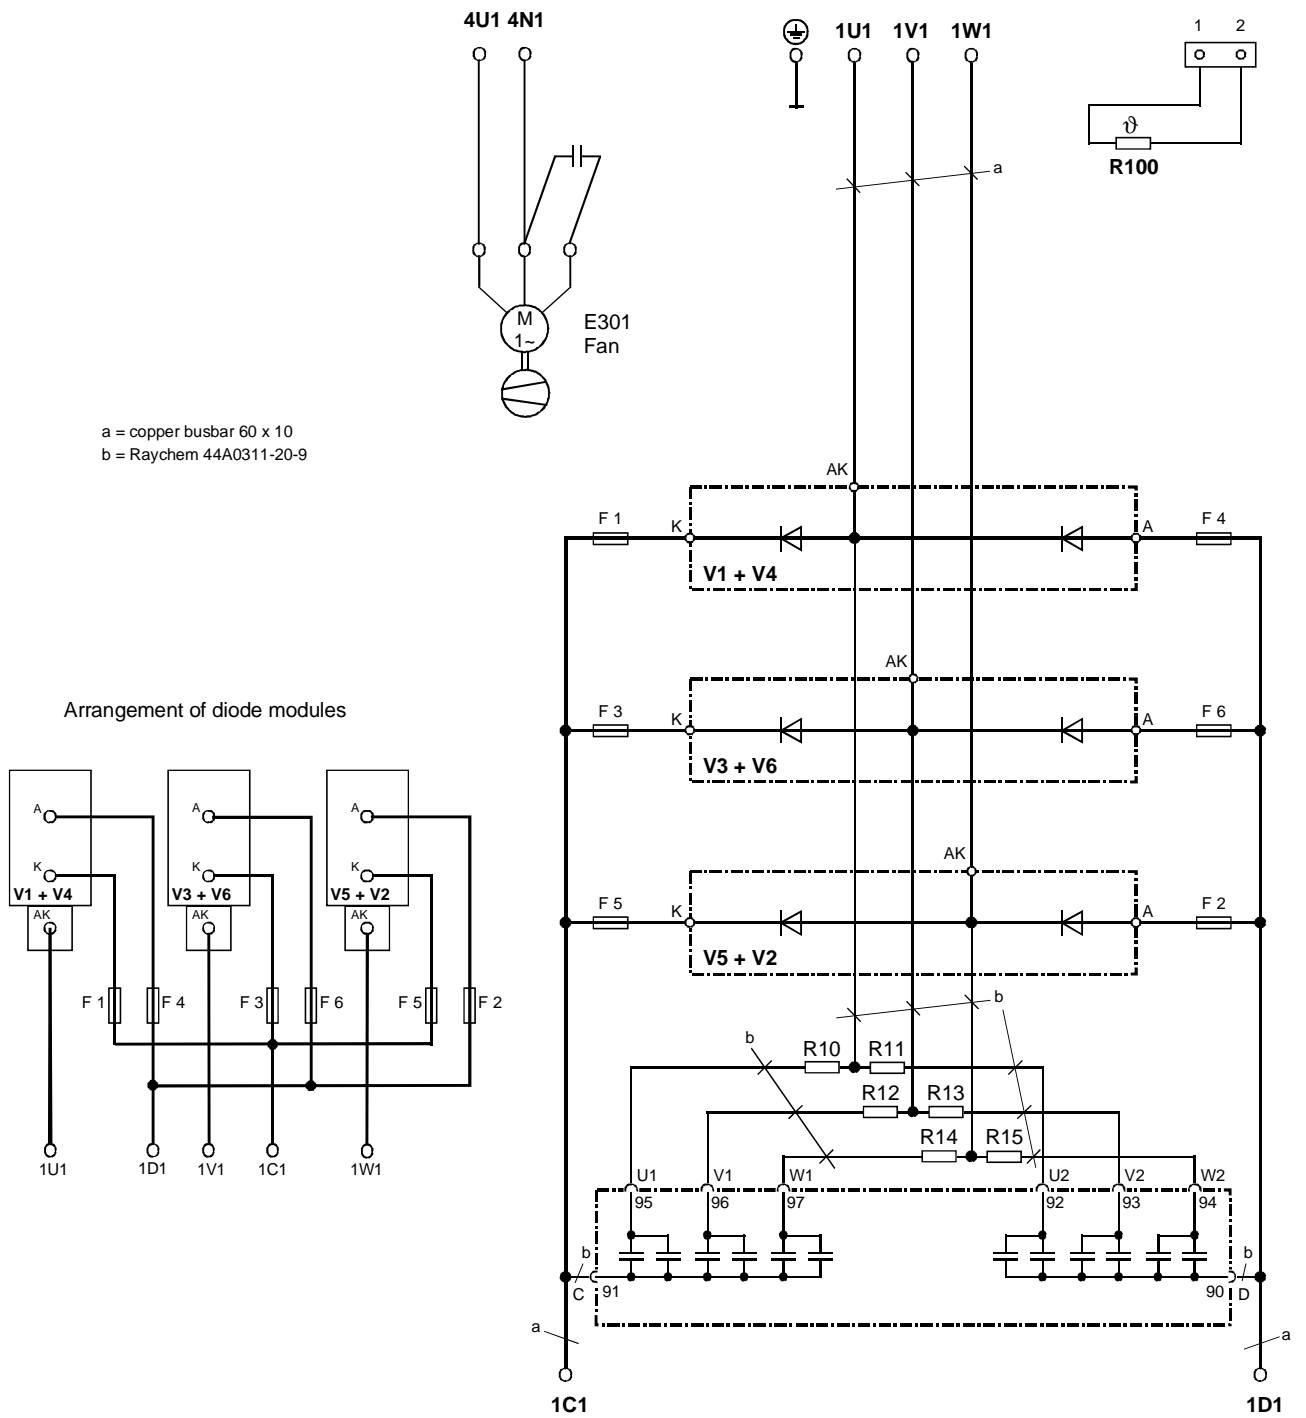 4U1 4N1
1U1 1V1 1W1
1 2
ϑ
R100
a
M
1~
E301
Fan
a = copper busbar 60 x 10
b = Raychem 44A0311-20-9
AK
F 1 K A F 4
V1 + V4
AK
F 3 K A F 6
V3 + V6
AK
F 5 K A F 2
V5 + V2
Arrangement of diode modules
A A A
K K K
V1 + V4 V3 + V6 V5 + V2
AK AK AK
F 1 F 4 F 3 F 6 F 5 F 2
1U1 1D1 1V1 1C1 1W1
b
b
R10 R11
R12 R13
R14 R15
U1 V1 W1 U2 V2 W2
95 96 97 92 93 94
b b
C 91 90 D
a a
1C1 1D1